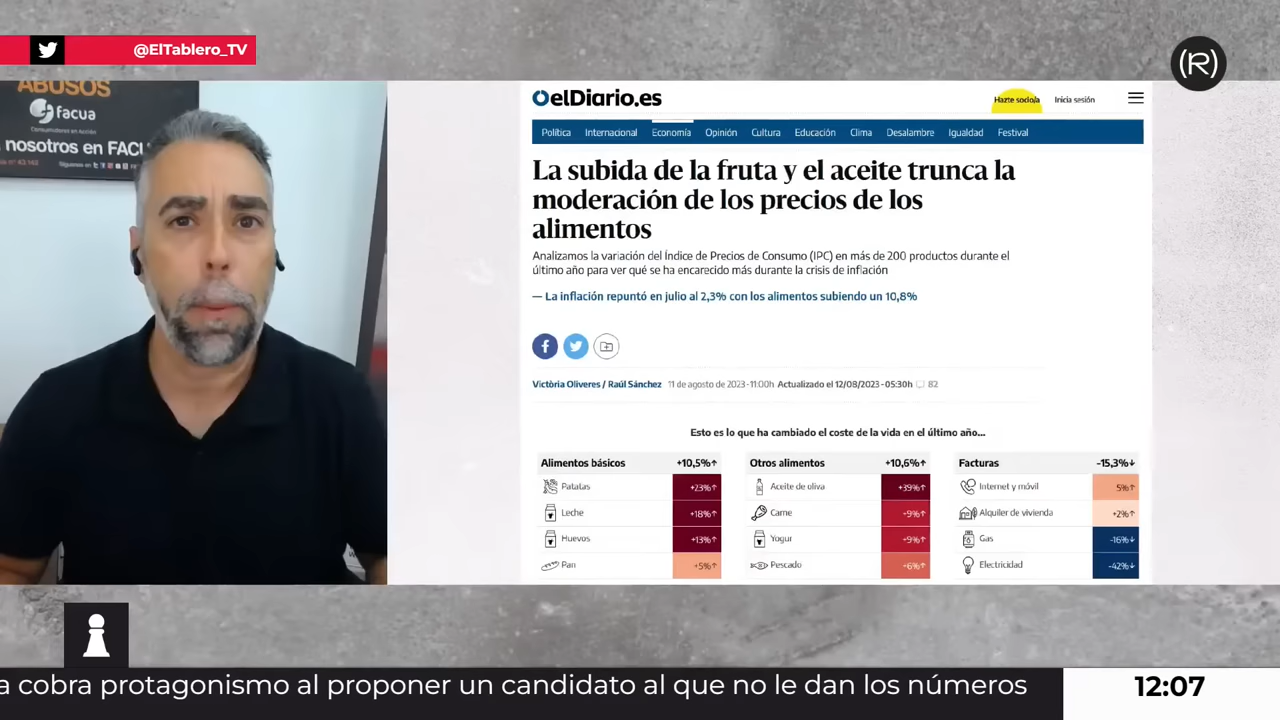 @ElTablero_TV
(R)
ABUSOS
facua
Consumidores en Acción
nosotros en FACU
elDiario.es
Hazte socio/a
Inicia sesión
Política Internacional Economía Opinión Cultura Educación Clima Desalambre Igualdad Festival
La subida de la fruta y el aceite trunca la
moderación de los precios de los
alimentos
Analizamos la variación del Índice de Precios de Consumo (IPC) en más de 200 productos durante el
último año para ver qué se ha encarecido más durante la crisis de inflación
— La inflación repuntó en julio al 2,3% con los alimentos subiendo un 10,8%
Victòria Oliveres / Raúl Sánchez 11 de agosto de 2023 - 11:00h Actualizado el 12/08/2023 - 05:30h 82
Esto es lo que ha cambiado el coste de la vida en el último año...
Alimentos básicos +10,5%↑
Patatas +23%↑
Leche +18%↑
Huevos +13%↑
Pan +5%↑
Otros alimentos +10,6%↑
Aceite de oliva +39%↑
Carne +9%↑
Yogur +9%↑
Pescado +6%↑
Facturas -15,3%↓
Internet y móvil 5%↑
Alquiler de vivienda +2%↑
Gas -16%↓
Electricidad -42%↓
a cobra protagonismo al proponer un candidato al que no le dan los números
12:07